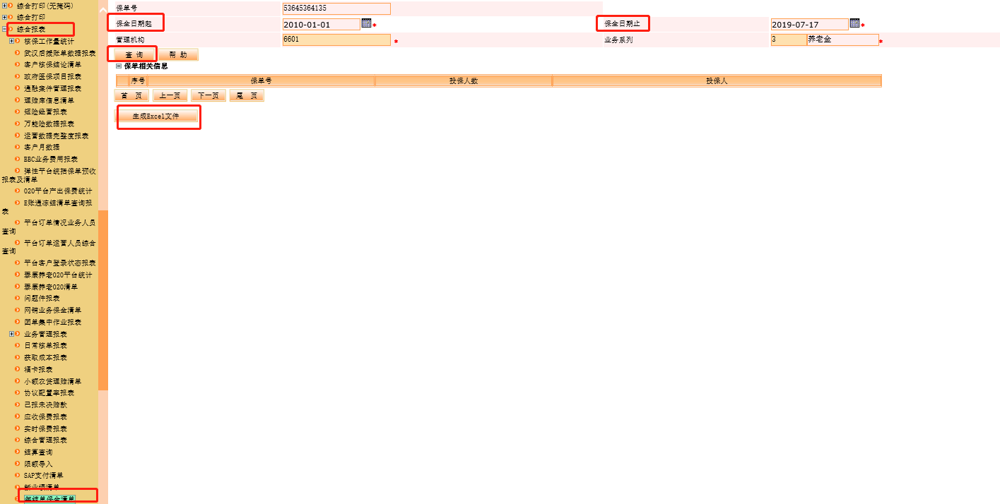 综合打印(无掩码)
综合打印
综合报表
核保工作量统计
武汉后援账单数据报表
客户核保结论清单
政府医保项目报表
通融案件管理报表
理赔库信息清单
短险经营报表
万能险数据报表
运营数据完整度报表
客户月数据
BBC业务费用报表
弹性平台统括保单预收
报表及清单
O2O平台产出保费统计
E账通冻结清单查询报
表
平台订单情况业务人员
查询
平台订单运营人员综合
查询
平台客户登录状态报表
泰康养老O2O平台统计
泰康养老O2O清单
问题件报表
网销业务保全清单
团单集中作业报表
业务管理报表
日常核单报表
获取成本报表
福卡报表
小额农贷理赔清单
协议配置率报表
已报未决赔款
应收保费报表
实时保费报表
综合管理报表
结算查询
限额导入
SAP支付清单
新业绩清单
年结单保全清单
保单号 53645364135
保全日期起 2010-01-01 * 保全日期止 2019-07-17 *
管理机构 6601 * 业务系列 3 养老金 *
查 询 帮 助
保单相关信息
序号 保单号 投保人数 投保人
首 页 上一页 下一页 尾 页
生成Excel文件